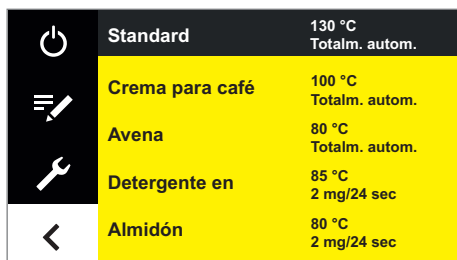 Standard
130 °C
Totalm. autom.
Crema para café
100 °C
Totalm. autom.
Avena
80 °C
Totalm. autom.
Detergente en
85 °C
2 mg/24 sec
Almidón
80 °C
2 mg/24 sec